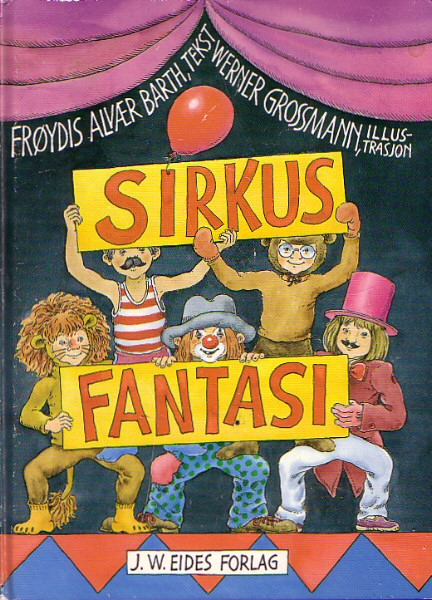 FRØYDIS ALVÆR BARTH, TEKST
WERNER GROSSMANN, ILLUS-
TRASJON
SIRKUS
FANTASI
J. W. EIDES FORLAG